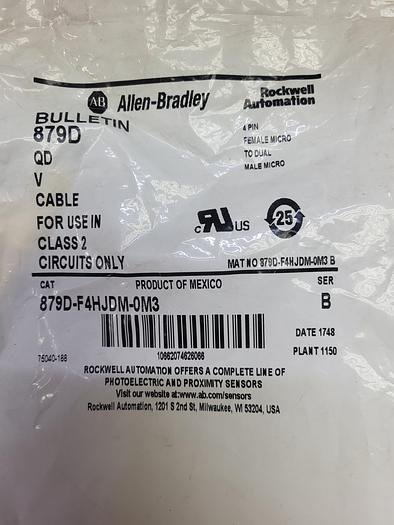 AB Allen-Bradley
Rockwell
Automation
BULLETIN
879D
QD
V
CABLE
FOR USE IN
CLASS 2
CIRCUITS ONLY
4 PIN
FEMALE MICRO
TO DUAL
MALE MICRO
c RU US
25
MAT NO 879D-F4HJDM-0M3 B
CAT
PRODUCT OF MEXICO
SER
879D-F4HJDM-0M3
B
DATE 1748
75040-188
10662074626066
PLANT 1150
ROCKWELL AUTOMATION OFFERS A COMPLETE LINE OF
PHOTOELECTRIC AND PROXIMITY SENSORS
Visit our website at:www.ab.com/sensors
Rockwell Automation, 1201 S 2nd St, Milwaukee, WI 53204, USA